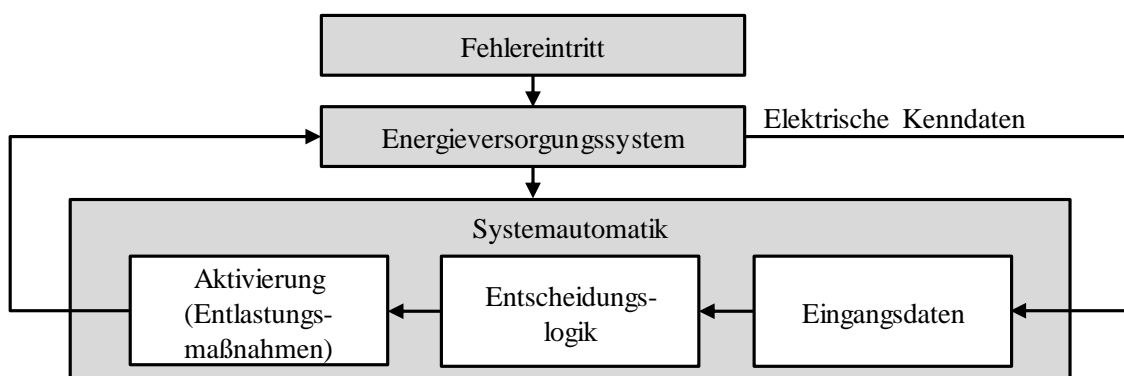 Fehlereintritt
Energieversorgungssystem
Elektrische Kenndaten
Systemautomatik
Aktivierung
(Entlastungs-
maßnahmen)
Entscheidungs-
logik
Eingangsdaten